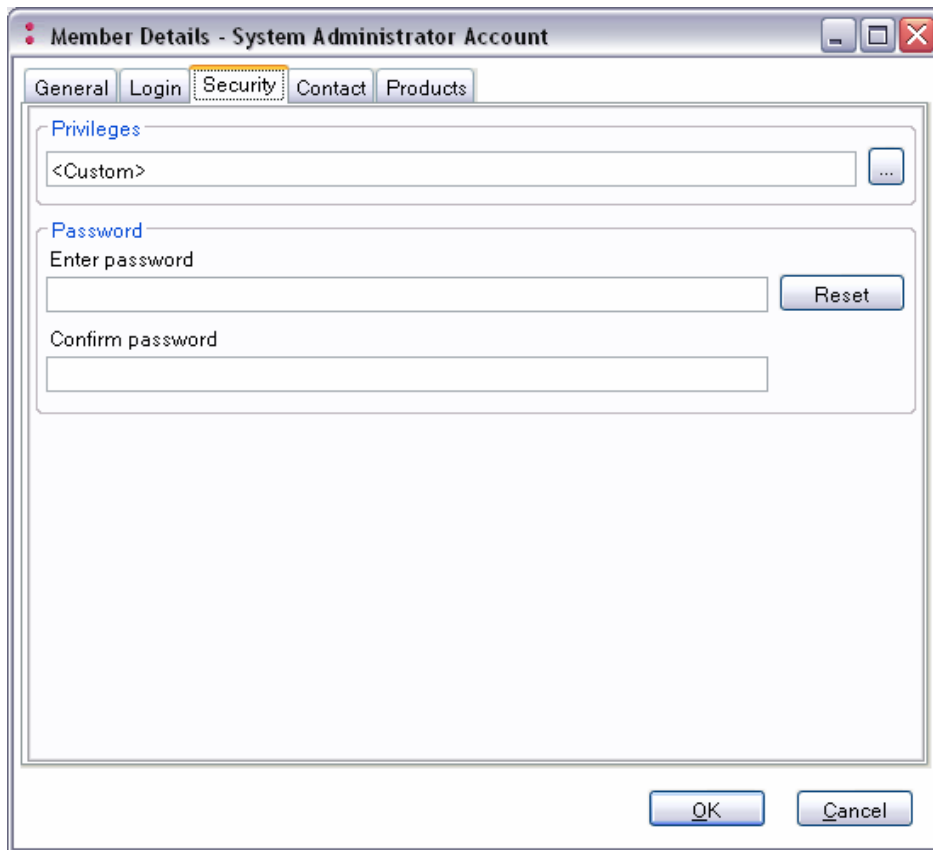 Member Details - System Administrator Account
General Login Security Contact Products
Privileges
<Custom>
...
Password
Enter password
Reset
Confirm password
OK Cancel